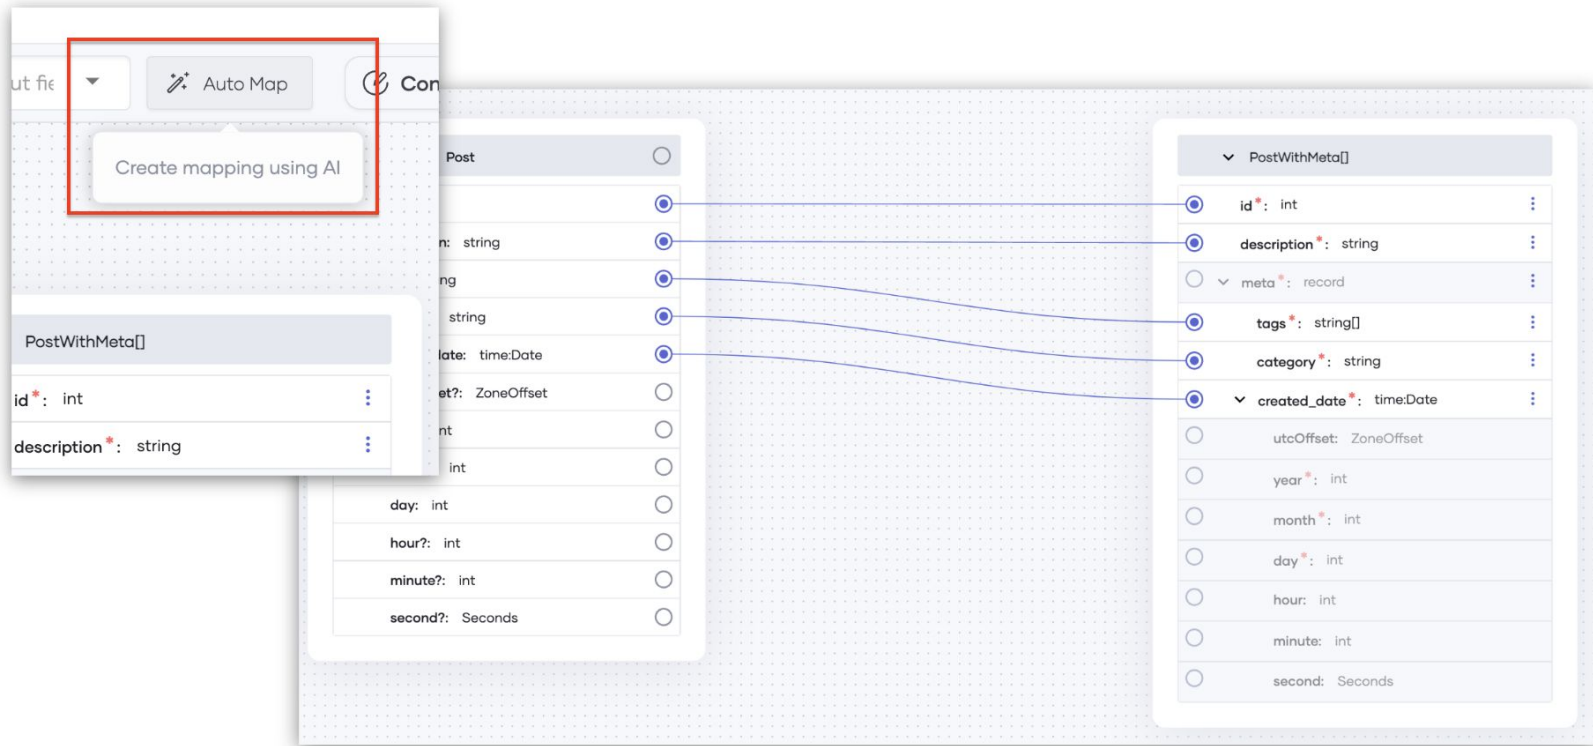 ut fie
Auto Map
Con
Create mapping using AI
PostWithMeta[]
id*: int
description*: string
Post
n: string
ng
string
late: time:Date
et?: ZoneOffset
nt
int
day: int
hour?: int
minute?: int
second?: Seconds
PostWithMeta[]
id*: int
description*: string
meta*: record
tags*: string[]
category*: string
created_date*: time:Date
utcOffset: ZoneOffset
year*: int
month*: int
day*: int
hour: int
minute: int
second: Seconds